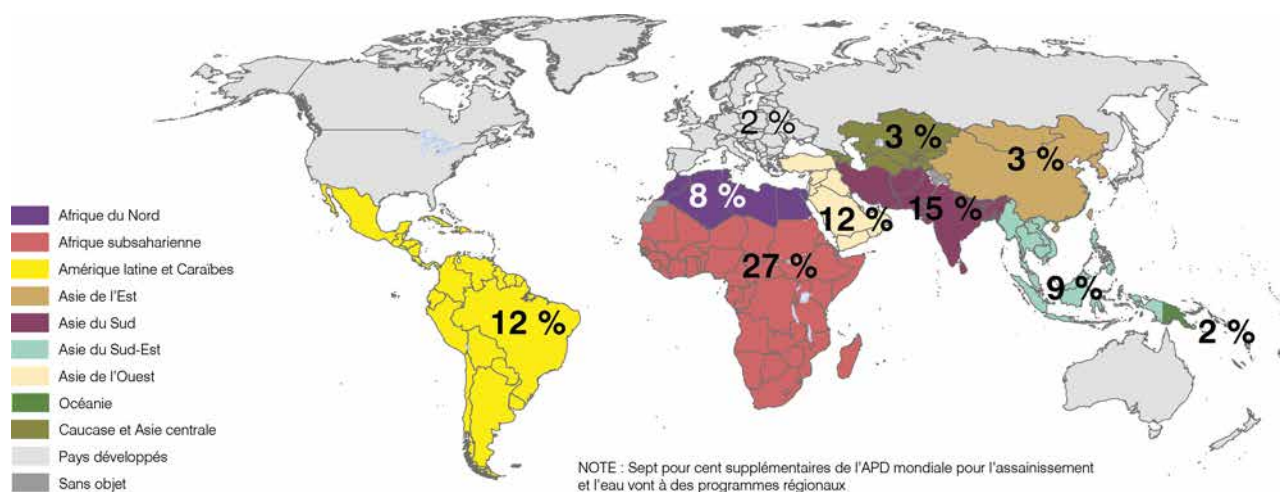 2 %
3 %
3 %
8 %
12 %
15 %
27 %
9 %
12 %
2 %
Afrique du Nord
Afrique subsaharienne
Amérique latine et Caraïbes
Asie de l'Est
Asie du Sud
Asie du Sud-Est
Asie de l'Ouest
Océanie
Caucase et Asie centrale
Pays développés
Sans objet
NOTE : Sept pour cent supplémentaires de l'APD mondiale pour l'assainissement
et l'eau vont à des programmes régionaux